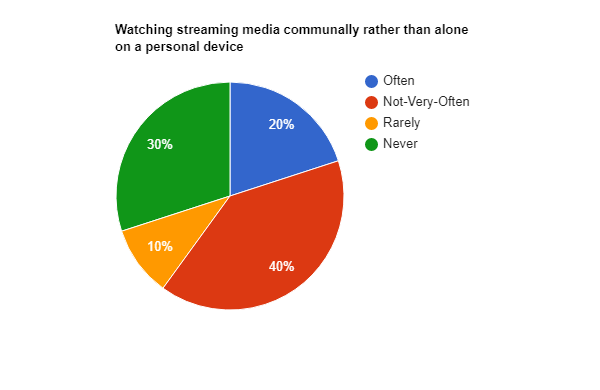 Watching streaming media communally rather than alone
on a personal device
Often
Not-Very-Often
Rarely
Never
20%
30%
10%
40%